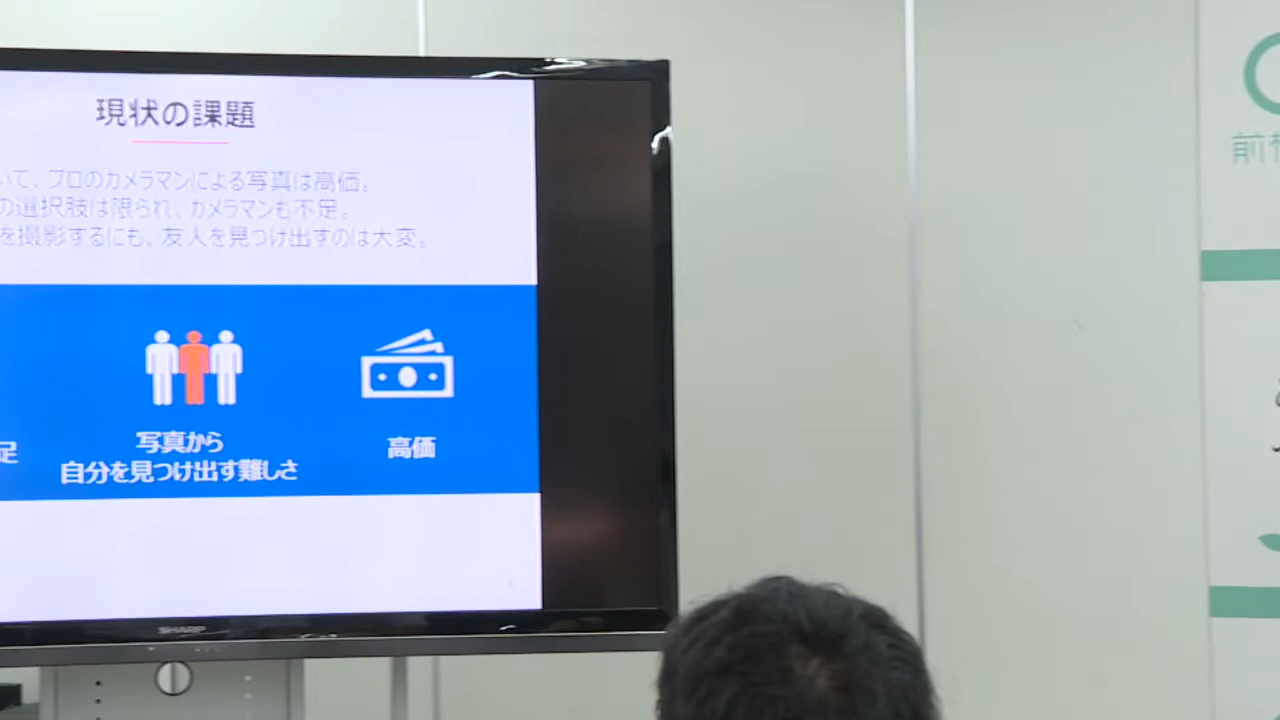 現状の課題
いて、プロのカメラマンによる写真は高価。
の選択肢は限られ、カメラマンも不足。
を撮影するにも、友人を見つけ出すのは大変。
足
写真から
自分を見つけ出す難しさ
高価
SHARP
前